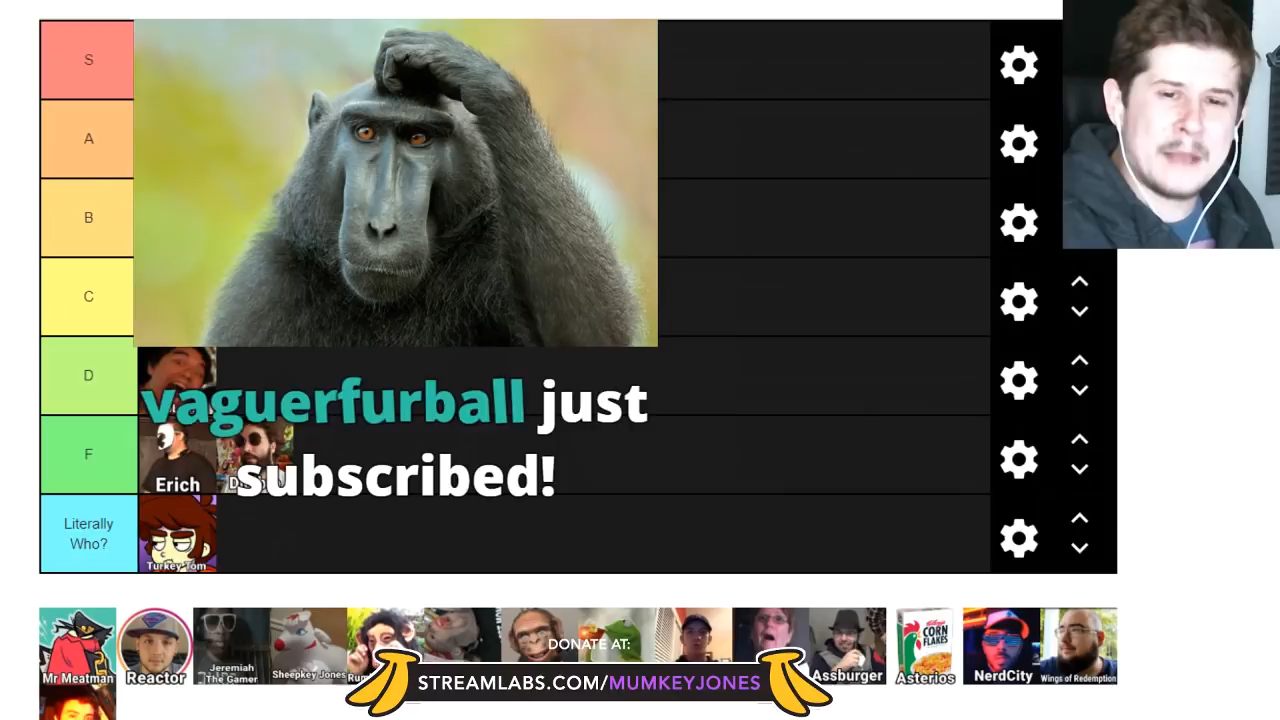 S
A
B
C
D
vaguerfurball just
subscribed!
F
Erich
Literally
Who?
Turkey Tom
Mr Meatman
Reactor
Jeremiah
The Gamer
Sheepkey Jones
DONATE AT:
STREAMLABS.COM/MUMKEYJONES
Assburger
Kellogg's
CORN
FLAKES
Asterios
NerdCity
Wings of Redemption